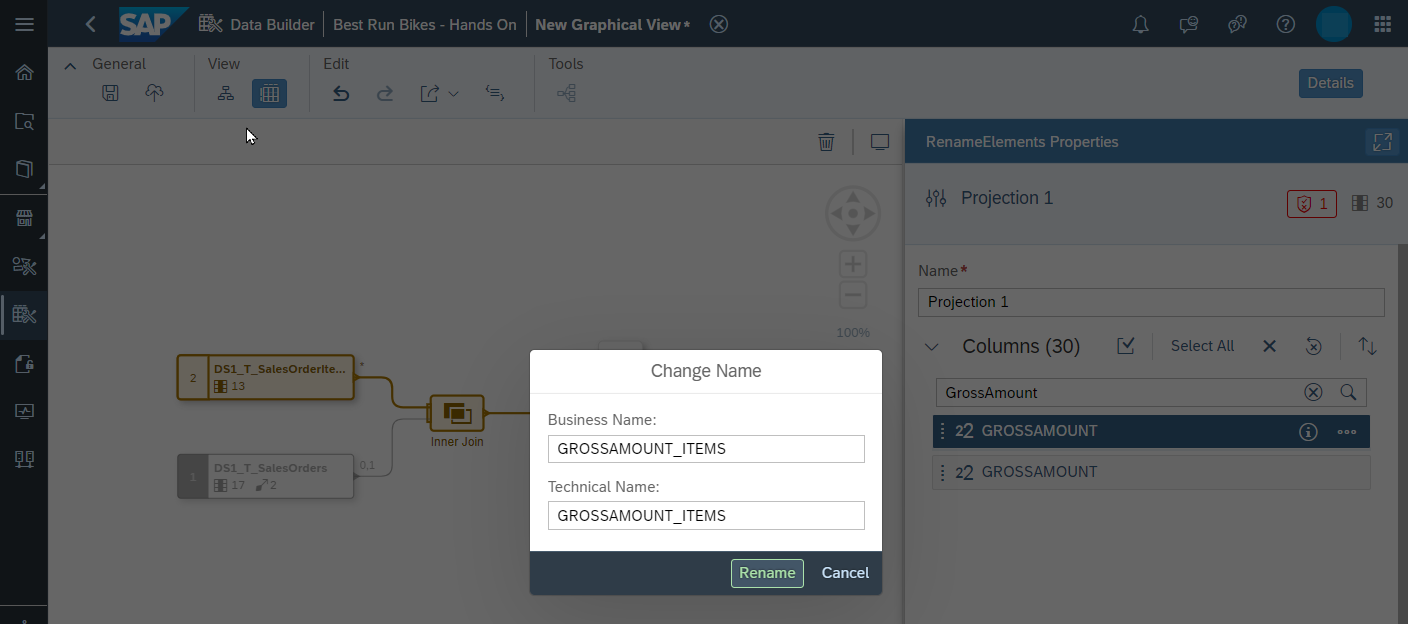 SAP Data Builder Best Run Bikes - Hands On New Graphical View*
General View Edit Tools
Details
RenameElements Properties
Projection 1
1 30
Name*
Projection 1
Columns (30) Select All
GrossAmount
GROSSAMOUNT
GROSSAMOUNT
100%
2 DS1_T_SalesOrderIte... *
13
Inner Join
1 DS1_T_SalesOrders 0,1
17 2
Change Name
Business Name:
GROSSAMOUNT_ITEMS
Technical Name:
GROSSAMOUNT_ITEMS
Rename Cancel